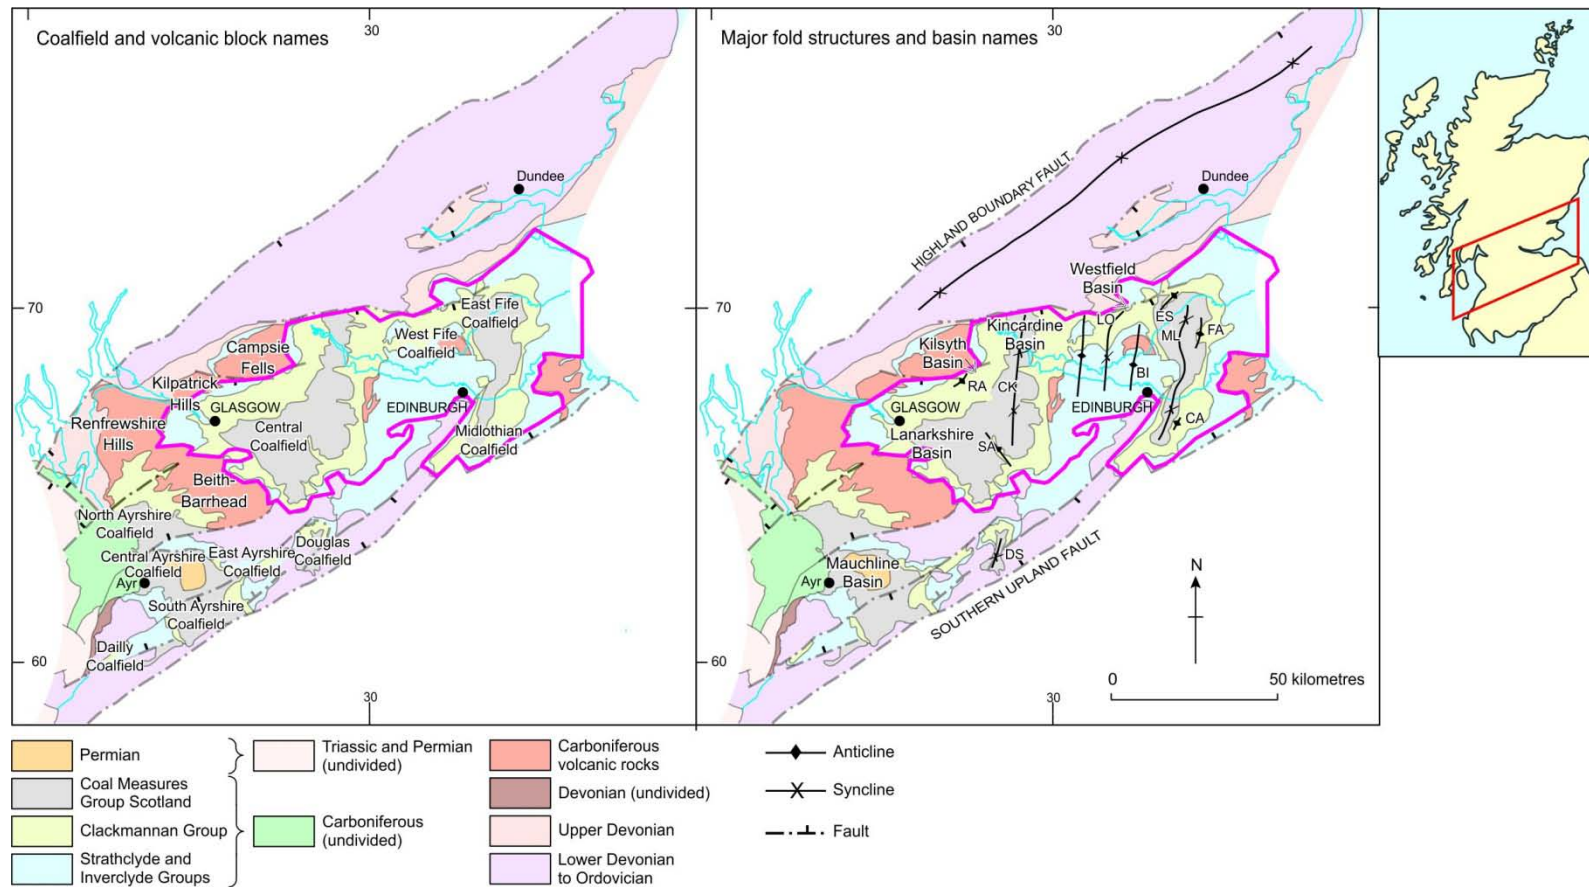 Coalfield and volcanic block names
30
Dundee
70
East Fife
Coalfield
West Fife
Coalfield
Campsie
Fells
Kilpatrick
Hills
GLASGOW
EDINBURGH
Renfrewshire
Hills
Central
Coalfield
Midlothian
Coalfield
Beith-
Barrhead
North Ayrshire
Coalfield
Douglas
Coalfield
Central Ayrshire
Coalfield
East Ayrshire
Coalfield
Ayr
South Ayrshire
Coalfield
Dailly
Coalfield
60
30
Major fold structures and basin names
30
Dundee
HIGHLAND BOUNDARY FAULT
Westfield
Basin
70
Kincardine
Basin
LO
ES
FA
ML
Kilsyth
Basin
RA
CK
BI
GLASGOW
EDINBURGH
CA
Lanarkshire
Basin
SA
DS
Mauchline
Basin
Ayr
SOUTHERN UPLAND FAULT
N
0 50 kilometres
60
30
Permian
Coal Measures
Group Scotland
Clackmannan Group
Strathclyde and
Inverclyde Groups
Triassic and Permian
(undivided)
Carboniferous
(undivided)
Carboniferous
volcanic rocks
Devonian (undivided)
Upper Devonian
Lower Devonian
to Ordovician
Anticline
Syncline
Fault